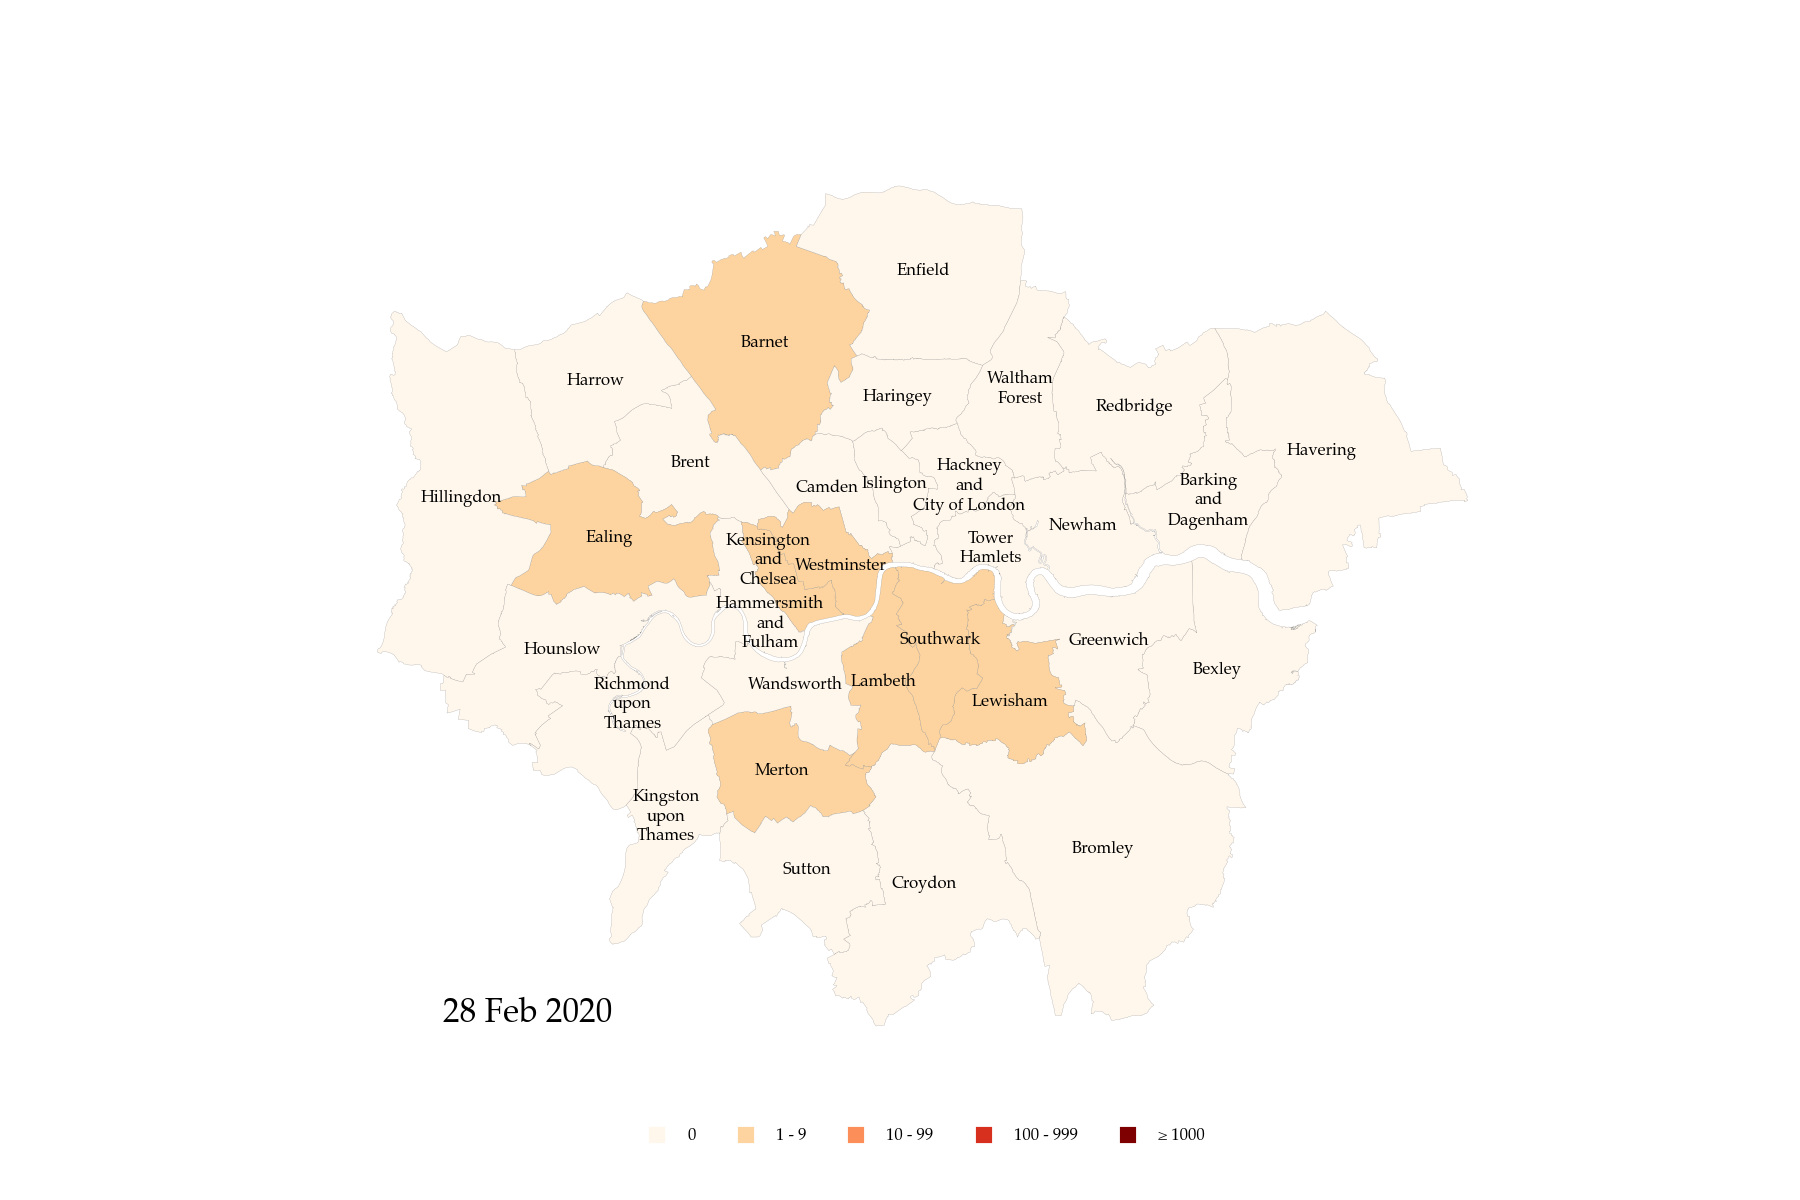 Enfield
Barnet
Harrow
Haringey
Waltham
Forest
Redbridge
Havering
Brent
Hillingdon
Camden
Islington
Hackney
and
City of London
Barking
and
Dagenham
Ealing
Kensington
and
Chelsea
Westminster
Tower
Hamlets
Newham
Hammersmith
and
Fulham
Hounslow
Southwark
Greenwich
Bexley
Richmond
upon
Thames
Wandsworth
Lambeth
Lewisham
Merton
Kingston
upon
Thames
Sutton
Croydon
Bromley
28 Feb 2020
0 1 - 9 10 - 99 100 - 999 ≥ 1000